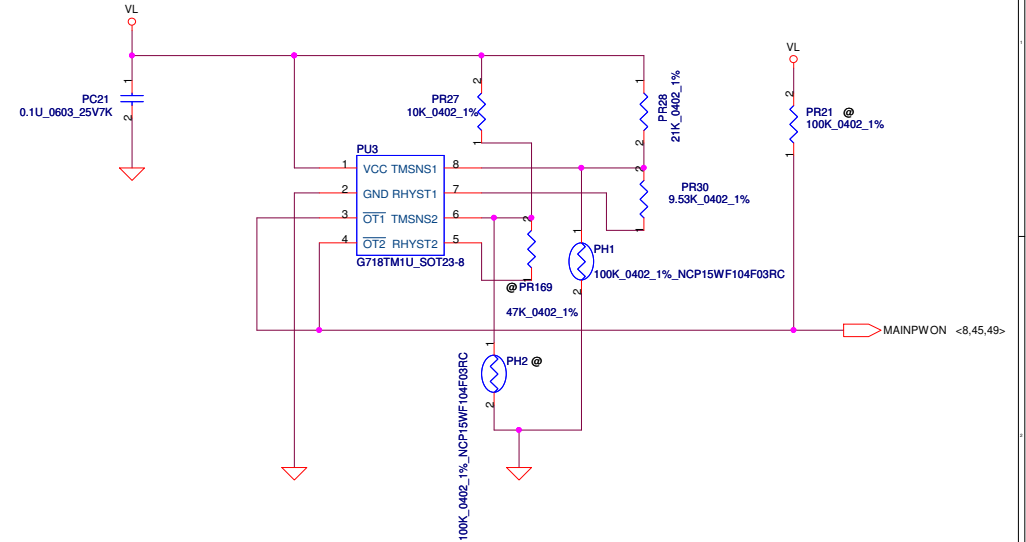 VL
PC21
0.1U_0603_25V7K
1
2
PR27
10K_0402_1%
2
1
PR28
21K_0402_1%
1
2
VL
PR21 @
100K_0402_1%
2
1
PU3
1 VCC TMSNS1 8
2 GND RHYST1 7
3 OT1 TMSNS2 6
4 OT2 RHYST2 5
G718TM1U_SOT23-8
PR30
9.53K_0402_1%
2
1
PH1
100K_0402_1%_NCP15WF104F03RC
1
2
@ PR169
47K_0402_1%
2
1
MAINPWON <8,45,49>
PH2 @
100K_0402_1%_NCP15WF104F03RC
1
2